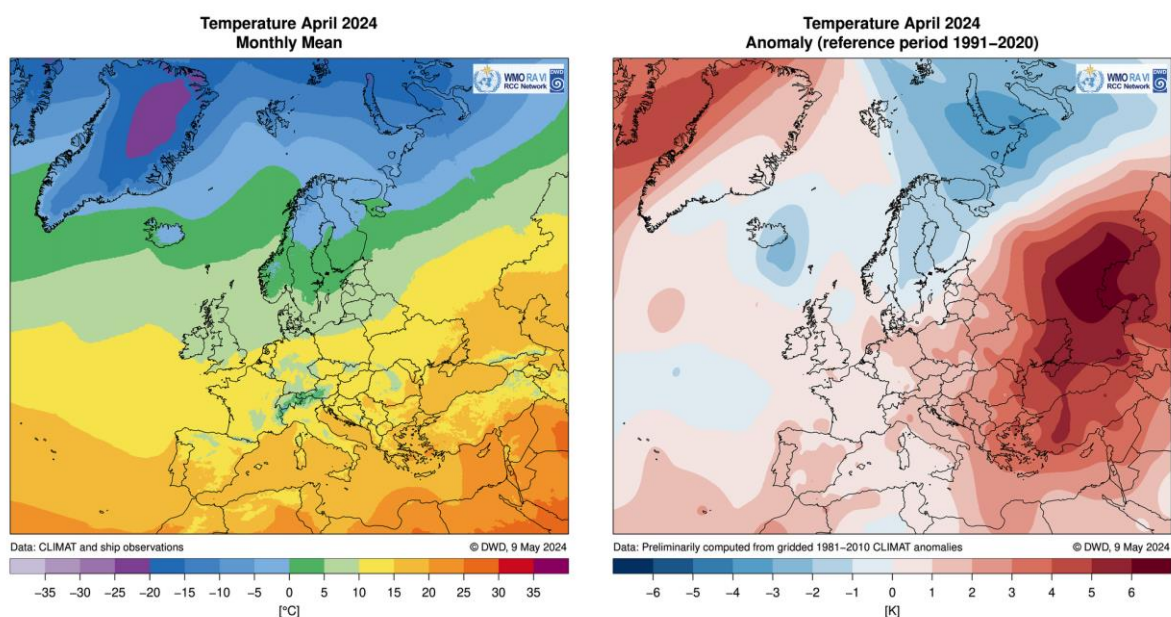 Temperature April 2024
Monthly Mean
WMO RA VI
RCC Network
DWD
Data: CLIMAT and ship observations
© DWD, 9 May 2024
−35 −30 −25 −20 −15 −10 −5 0 5 10 15 20 25 30 35
[°C]
Temperature April 2024
Anomaly (reference period 1991−2020)
WMO RA VI
RCC Network
DWD
Data: Preliminarily computed from gridded 1981−2010 CLIMAT anomalies
© DWD, 9 May 2024
−6 −5 −4 −3 −2 −1 0 1 2 3 4 5 6
[K]